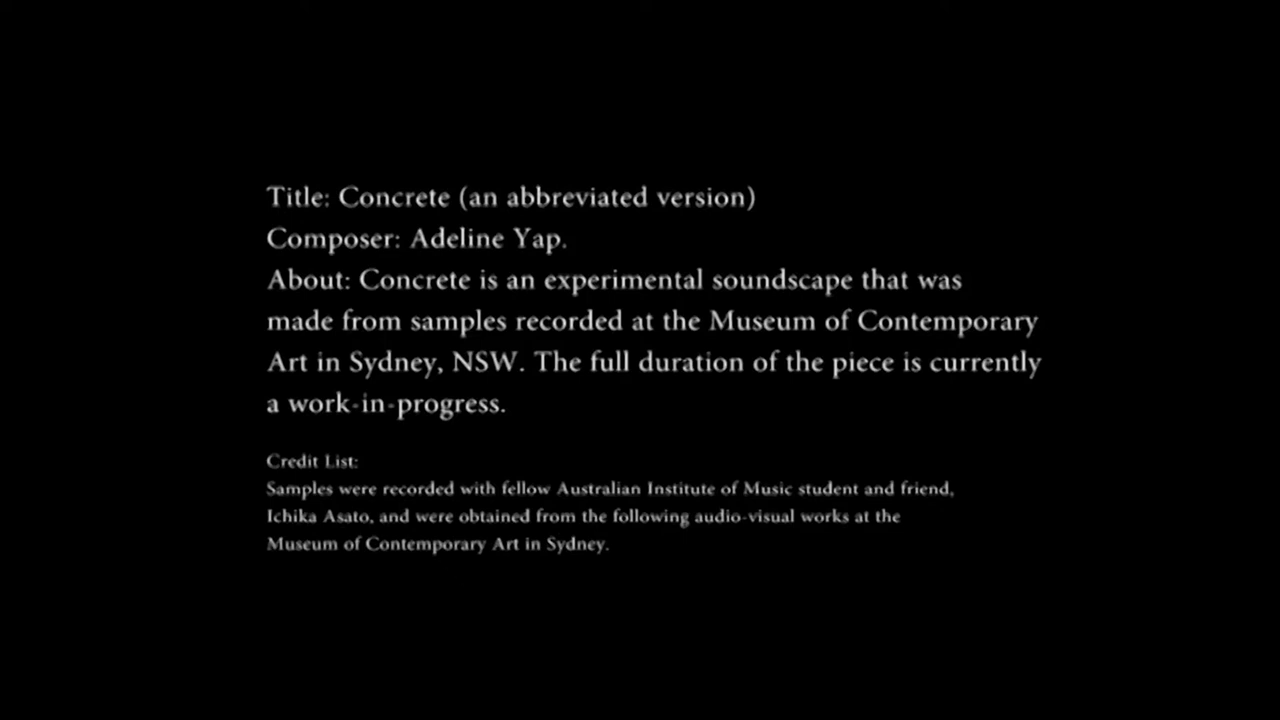 Title: Concrete (an abbreviated version)
Composer: Adeline Yap.
About: Concrete is an experimental soundscape that was
made from samples recorded at the Museum of Contemporary
Art in Sydney, NSW. The full duration of the piece is currently
a work-in-progress.
Credit List:
Samples were recorded with fellow Australian Institute of Music student and friend,
Ichika Asato, and were obtained from the following audio-visual works at the
Museum of Contemporary Art in Sydney.